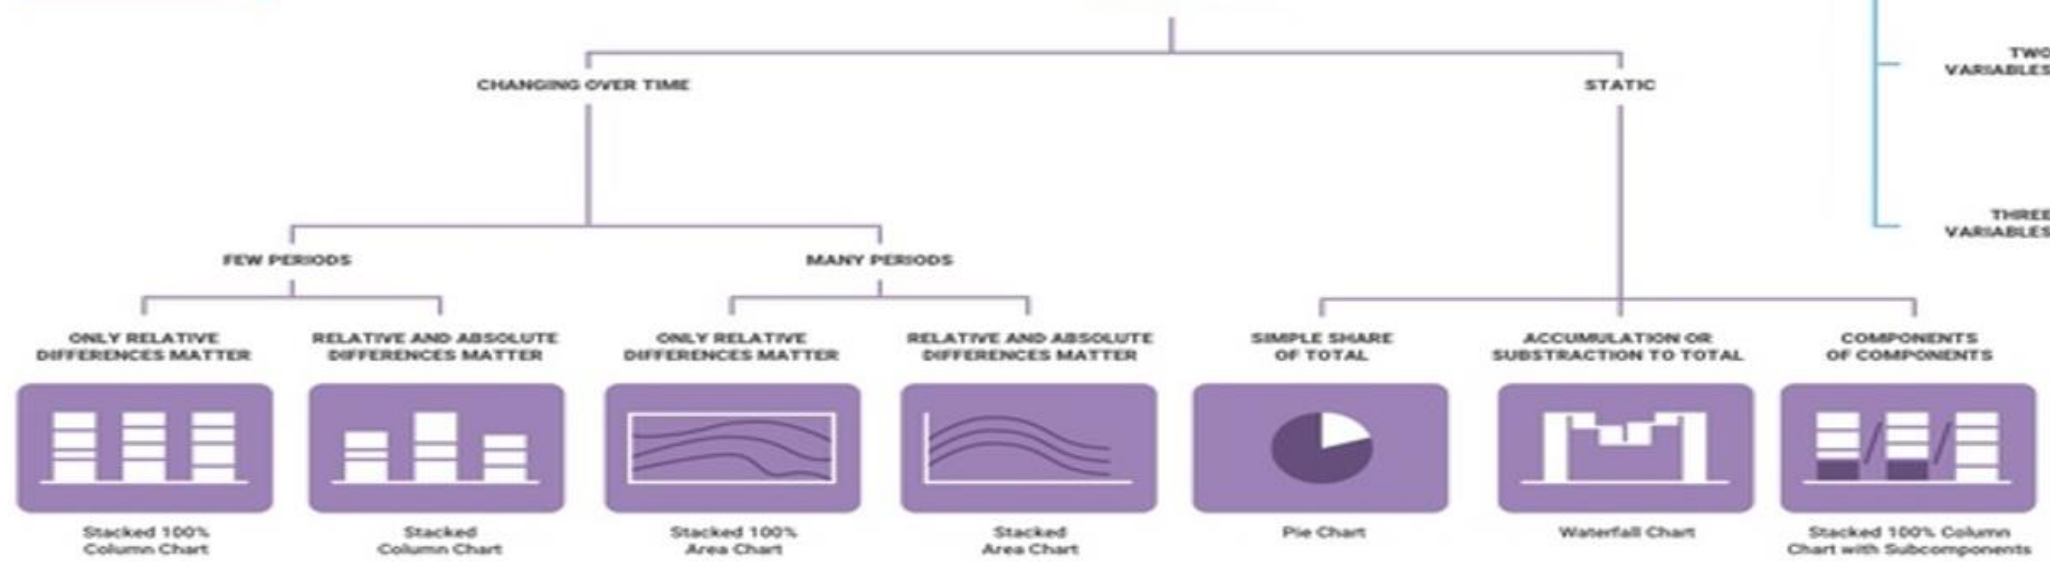 CHANGING OVER TIME
STATIC
TWO
VARIABLES
THREE
VARIABLES
FEW PERIODS
MANY PERIODS
ONLY RELATIVE
DIFFERENCES MATTER
RELATIVE AND ABSOLUTE
DIFFERENCES MATTER
ONLY RELATIVE
DIFFERENCES MATTER
RELATIVE AND ABSOLUTE
DIFFERENCES MATTER
SIMPLE SHARE
OF TOTAL
ACCUMULATION OR
SUBSTRACTION TO TOTAL
COMPONENTS
OF COMPONENTS
Stacked 100%
Column Chart
Stacked
Column Chart
Stacked 100%
Area Chart
Stacked
Area Chart
Pie Chart
Waterfall Chart
Stacked 100% Column
Chart with Subcomponents